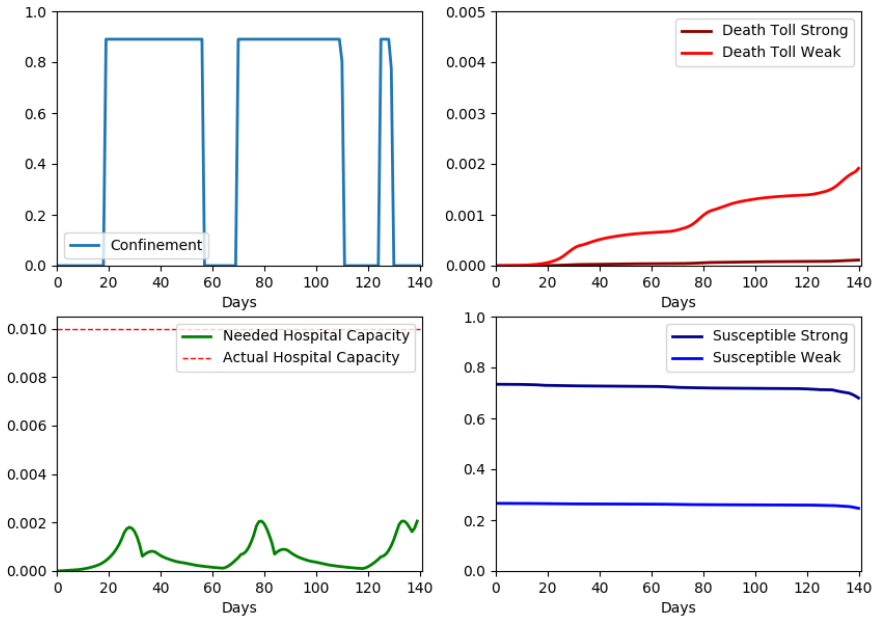 1.0
0.8
0.6
0.4
0.2
0.0
0 20 40 60 80 100 120 140
Days
Confinement
0.005
0.004
0.003
0.002
0.001
0.000
0 20 40 60 80 100 120 140
Days
Death Toll Strong
Death Toll Weak
0.010
0.008
0.006
0.004
0.002
0.000
0 20 40 60 80 100 120 140
Days
Needed Hospital Capacity
Actual Hospital Capacity
1.0
0.8
0.6
0.4
0.2
0.0
0 20 40 60 80 100 120 140
Days
Susceptible Strong
Susceptible Weak